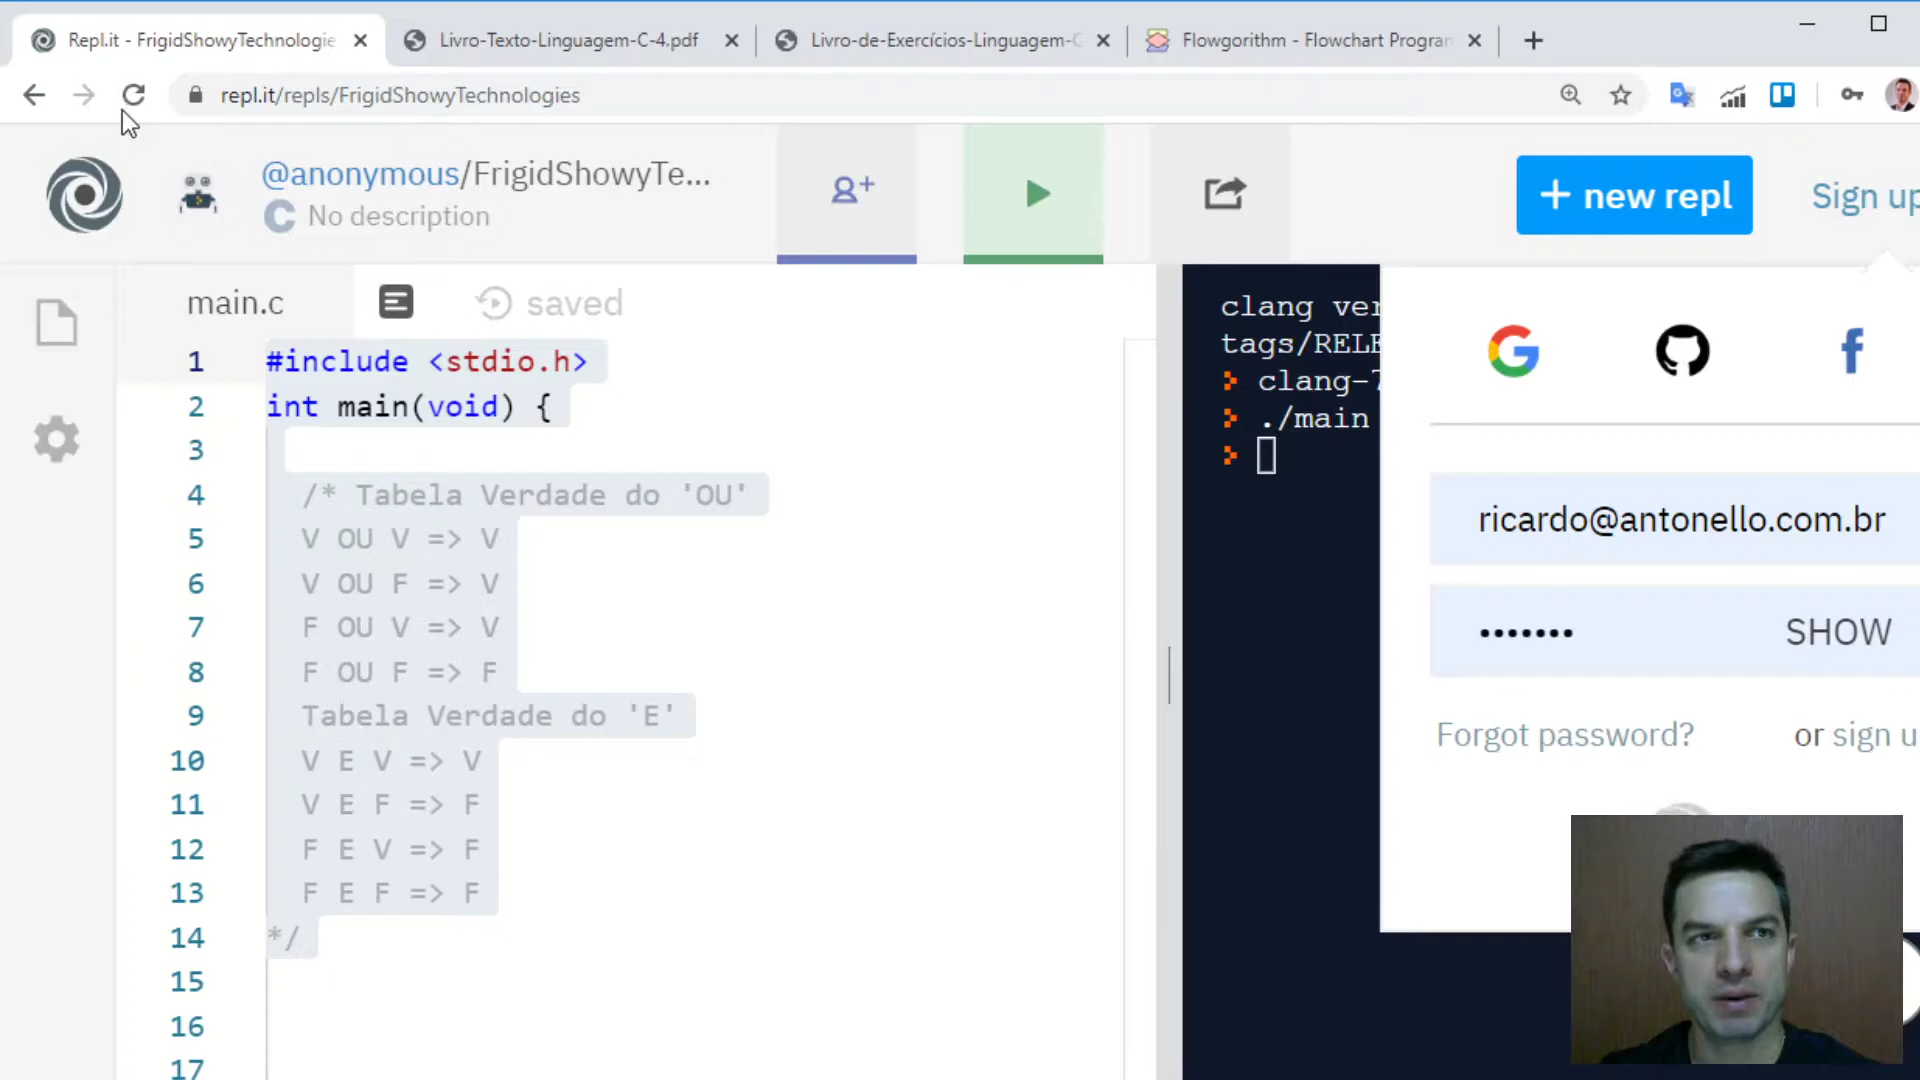 Repl.it - FrigidShowyTechnologie
Livro-Texto-Linguagem-C-4.pdf
Livro-de-Exercícios-Linguagem-C
Flowgorithm - Flowchart Program
repl.it/repls/FrigidShowyTechnologies
@anonymous/FrigidShowyTe...
No description
+ new repl
Sign up
main.c
saved
1 #include <stdio.h>
2 int main(void) {
3
4 /* Tabela Verdade do 'OU'
5 V OU V => V
6 V OU F => V
7 F OU V => V
8 F OU F => F
9 Tabela Verdade do 'E'
10 V E V => V
11 V E F => F
12 F E V => F
13 F E F => F
14 */
15
16
17
clang ver
tags/RELE
clang-7
./main
ricardo@antonello.com.br
•••••••
SHOW
Forgot password?
or sign u